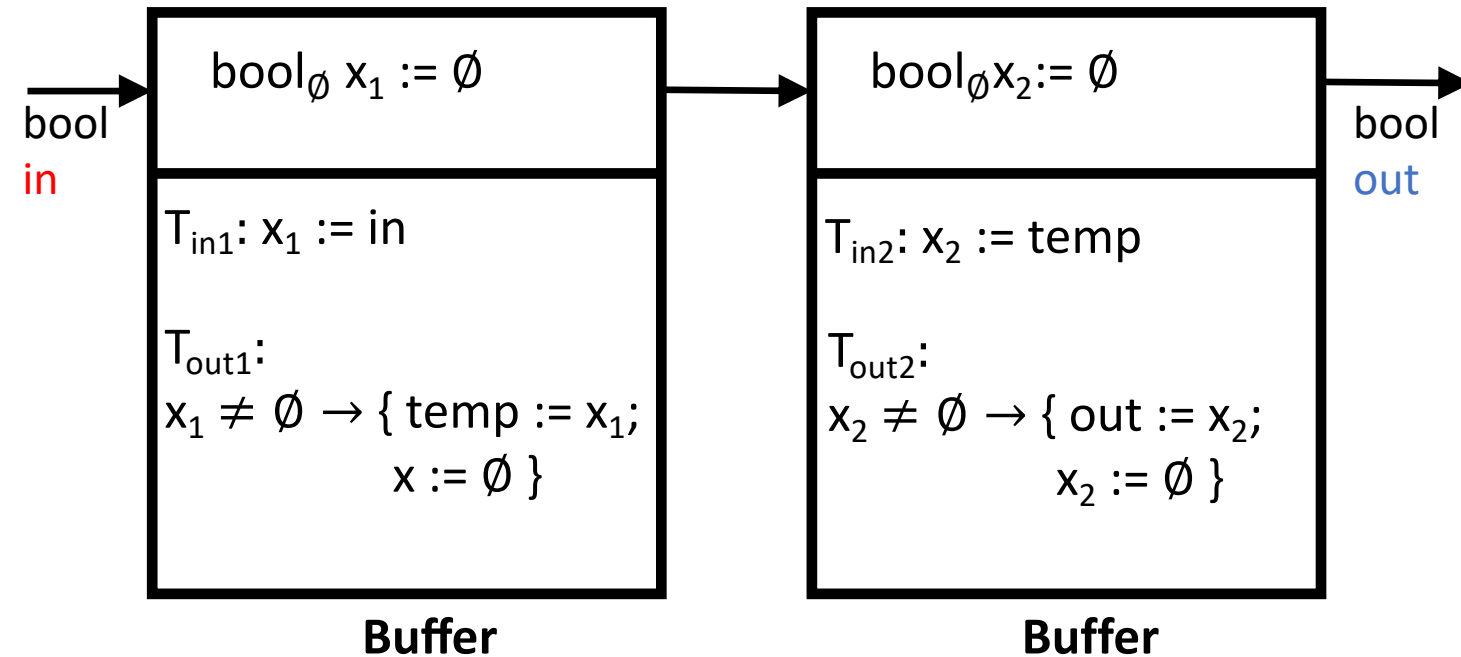 bool
in
bool∅ x1 := ∅
Tin1: x1 := in
Tout1:
x1 ≠ ∅ → { temp := x1;
x := ∅ }
Buffer
bool∅x2:= ∅
Tin2: x2 := temp
Tout2:
x2 ≠ ∅ → { out := x2;
x2 := ∅ }
Buffer
bool
out